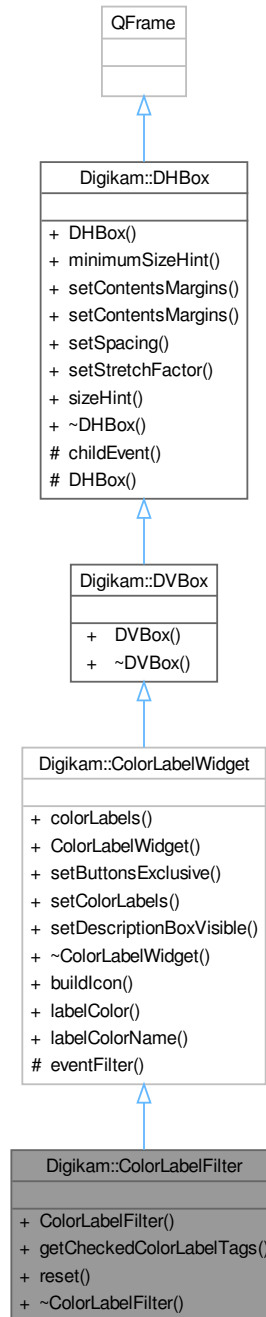 QFrame
Digikam::DHBox
+ DHBox()
+ minimumSizeHint()
+ setContentsMargins()
+ setContentsMargins()
+ setSpacing()
+ setStretchFactor()
+ sizeHint()
+ ~DHBox()
# childEvent()
# DHBox()
Digikam::DVBox
+ DVBox()
+ ~DVBox()
Digikam::ColorLabelWidget
+ colorLabels()
+ ColorLabelWidget()
+ setButtonsExclusive()
+ setColorLabels()
+ setDescriptionBoxVisible()
+ ~ColorLabelWidget()
+ buildIcon()
+ labelColor()
+ labelColorName()
# eventFilter()
Digikam::ColorLabelFilter
+ ColorLabelFilter()
+ getCheckedColorLabelTags()
+ reset()
+ ~ColorLabelFilter()